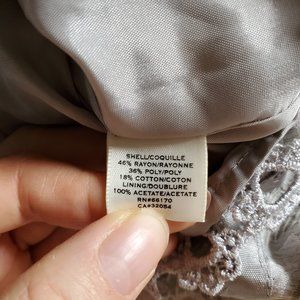 SHELL/COQUILLE
46% RAYON/RAYONNE
36% POLY/POLY
18% COTTON/COTON
LINING/DOUBLURE
100% ACETATE/ACETATE
RN#66170
CA#32054